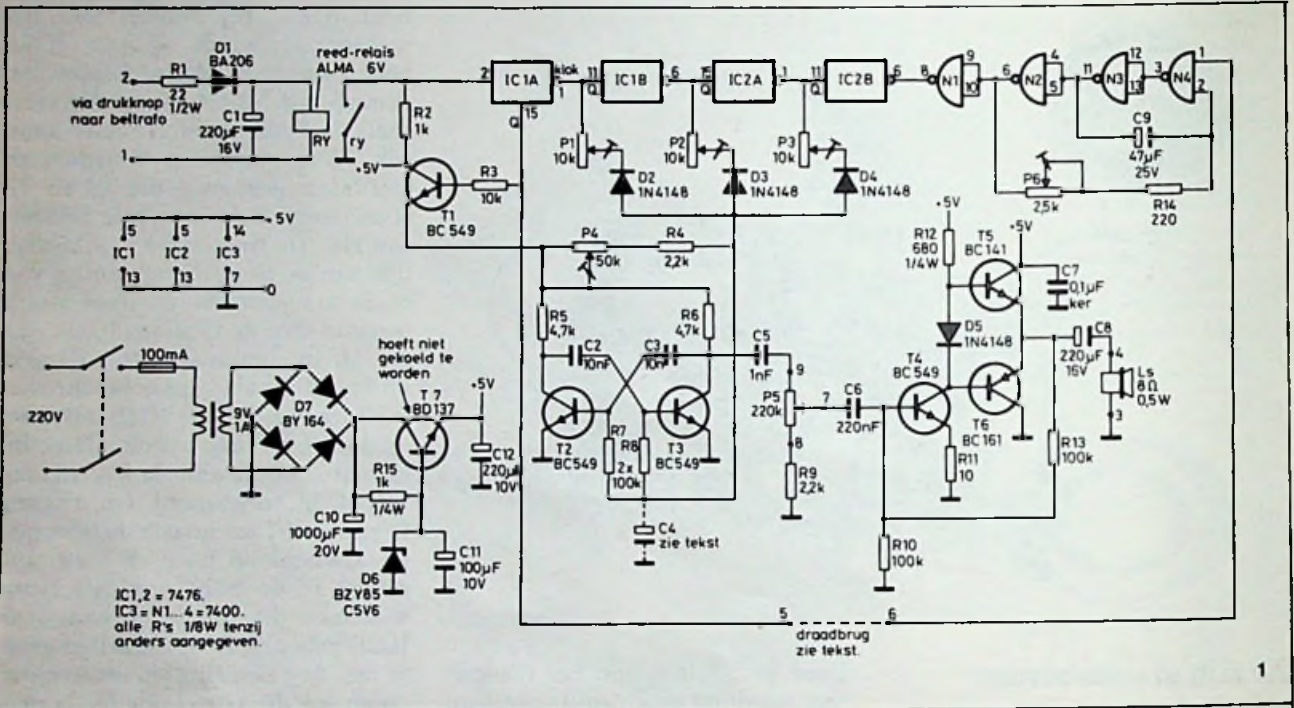 D1
BA206
reed-relais
ALMA 6V
2
R1
22
1/2W
via drukknop
naar beltrafo
C1
220µF
16V
RY
ry
1
R2
1k
+5V
T1
BC 549
R3
10k
2
IC1A
klok
1
15
Q
11
Q
IC1B
6
15
Q
IC2A
1
11
Q
IC2B
6
8
N1
9
10
6
N2
4
5
11
N3
12
13
3
N4
1
2
P1
10k
P2
10k
P3
10k
D2
1N4148
D3
1N4148
D4
1N4148
C9
47µF
25V
P6
2,5k
R14
220
5
5
14
+5V
IC1
IC2
IC3
13
13
7
0
P4
50k
R4
2,2k
R5
4,7k
R6
4,7k
C2
10nF
C3
10nF
C5
1nF
T2
BC549
R7
R8
2x
100k
T3
BC549
C4
zie tekst
9
P5
220k
7
8
R9
2,2k
C6
220nF
+5V
R12
680
1/4W
T5
BC141
+5V
C7
0,1µF
ker
D5
1N4148
T4
BC549
T6
BC161
R11
10
C8
220µF
16V
4
Ls
8Ω
0,5W
3
R13
100k
R10
100k
220V
100mA
9V
1A
D7
BY 164
hoeft niet
gekoeld te
worden
T7
BD137
+5V
C12
220µ
10V
R15
1k
1/4W
C10
1000µF
20V
D6
BZY85
C5V6
C11
100µF
10V
5
6
draadbrug
zie tekst.
IC1,2 = 7476.
IC3 = N1...4 = 7400.
alle R's 1/8W tenzij
anders aangegeven.
1